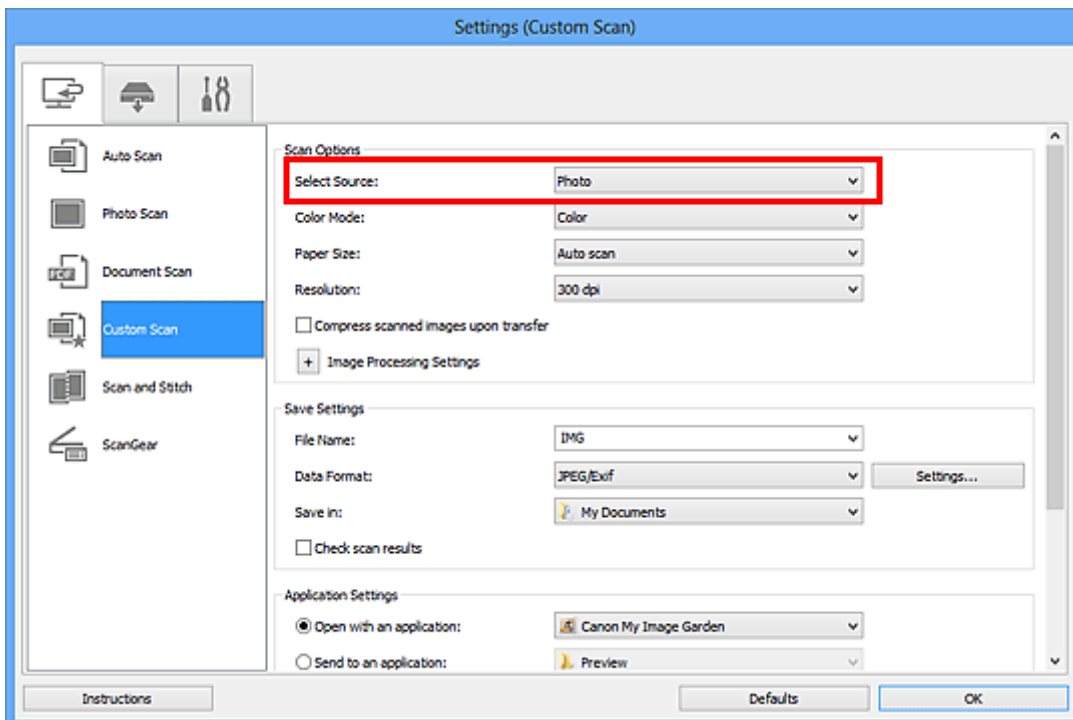 Settings (Custom Scan)
Auto Scan
Photo Scan
Document Scan
Custom Scan
Scan and Stitch
ScanGear
Scan Options
Select Source: Photo
Color Mode: Color
Paper Size: Auto scan
Resolution: 300 dpi
Compress scanned images upon transfer
+ Image Processing Settings
Save Settings
File Name: IMG
Data Format: JPEG/Exif Settings...
Save in: My Documents
Check scan results
Application Settings
Open with an application: Canon My Image Garden
Send to an application: Preview
Instructions Defaults OK